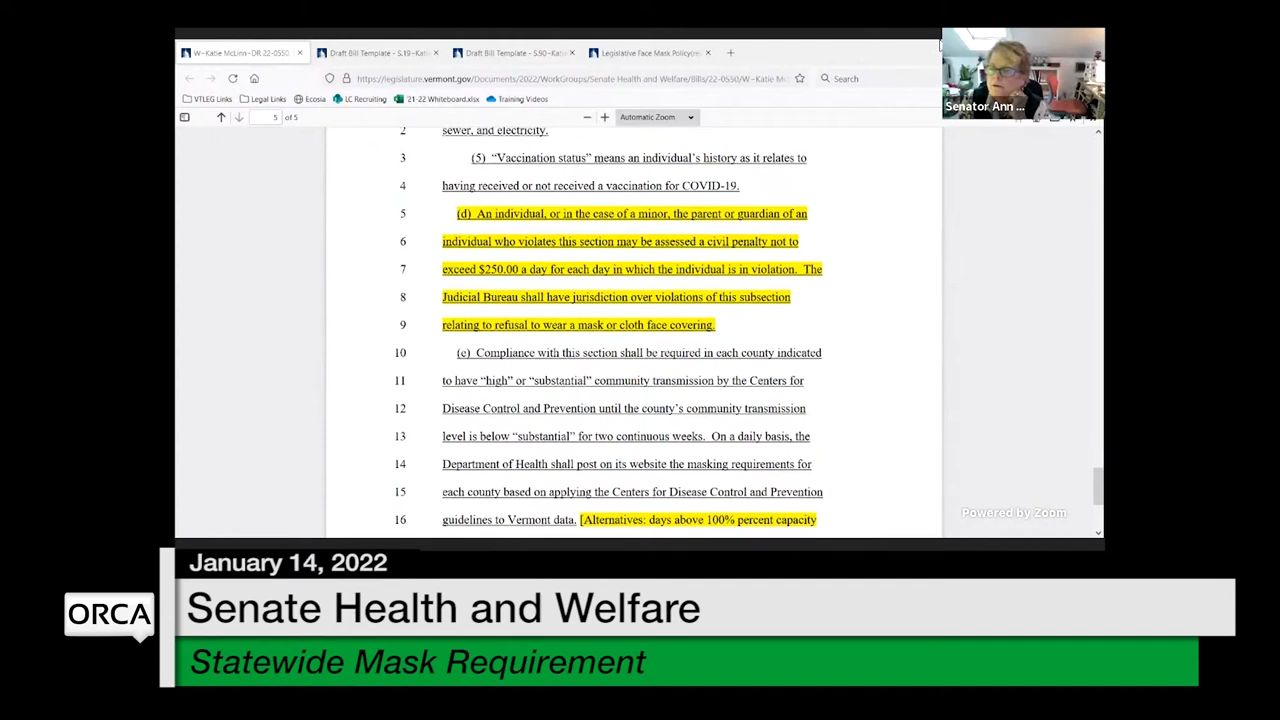 W~Katie McLinn~DR 22-0550
Draft Bill Template - S.19~Katie
Draft Bill Template - S.90~Katie
Legislative Face Mask Policy(re
https://legislature.vermont.gov/Documents/2022/WorkGroups/Senate Health and Welfare/Bills/22-0550/W~Katie Mc
Search
VTLEG Links
Legal Links
Ecosia
LC Recruiting
'21-22 Whiteboard.xlsx
Training Videos
5 of 5
Automatic Zoom
Senator Ann ...
2 sewer, and electricity.
3 (5) “Vaccination status” means an individual’s history as it relates to
4 having received or not received a vaccination for COVID-19.
5 (d) An individual, or in the case of a minor, the parent or guardian of an
6 individual who violates this section may be assessed a civil penalty not to
7 exceed $250.00 a day for each day in which the individual is in violation. The
8 Judicial Bureau shall have jurisdiction over violations of this subsection
9 relating to refusal to wear a mask or cloth face covering.
10 (e) Compliance with this section shall be required in each county indicated
11 to have “high” or “substantial” community transmission by the Centers for
12 Disease Control and Prevention until the county’s community transmission
13 level is below “substantial” for two continuous weeks. On a daily basis, the
14 Department of Health shall post on its website the masking requirements for
15 each county based on applying the Centers for Disease Control and Prevention
16 guidelines to Vermont data. [Alternatives: days above 100% percent capacity
Powered by Zoom
January 14, 2022
ORCA
Senate Health and Welfare
Statewide Mask Requirement